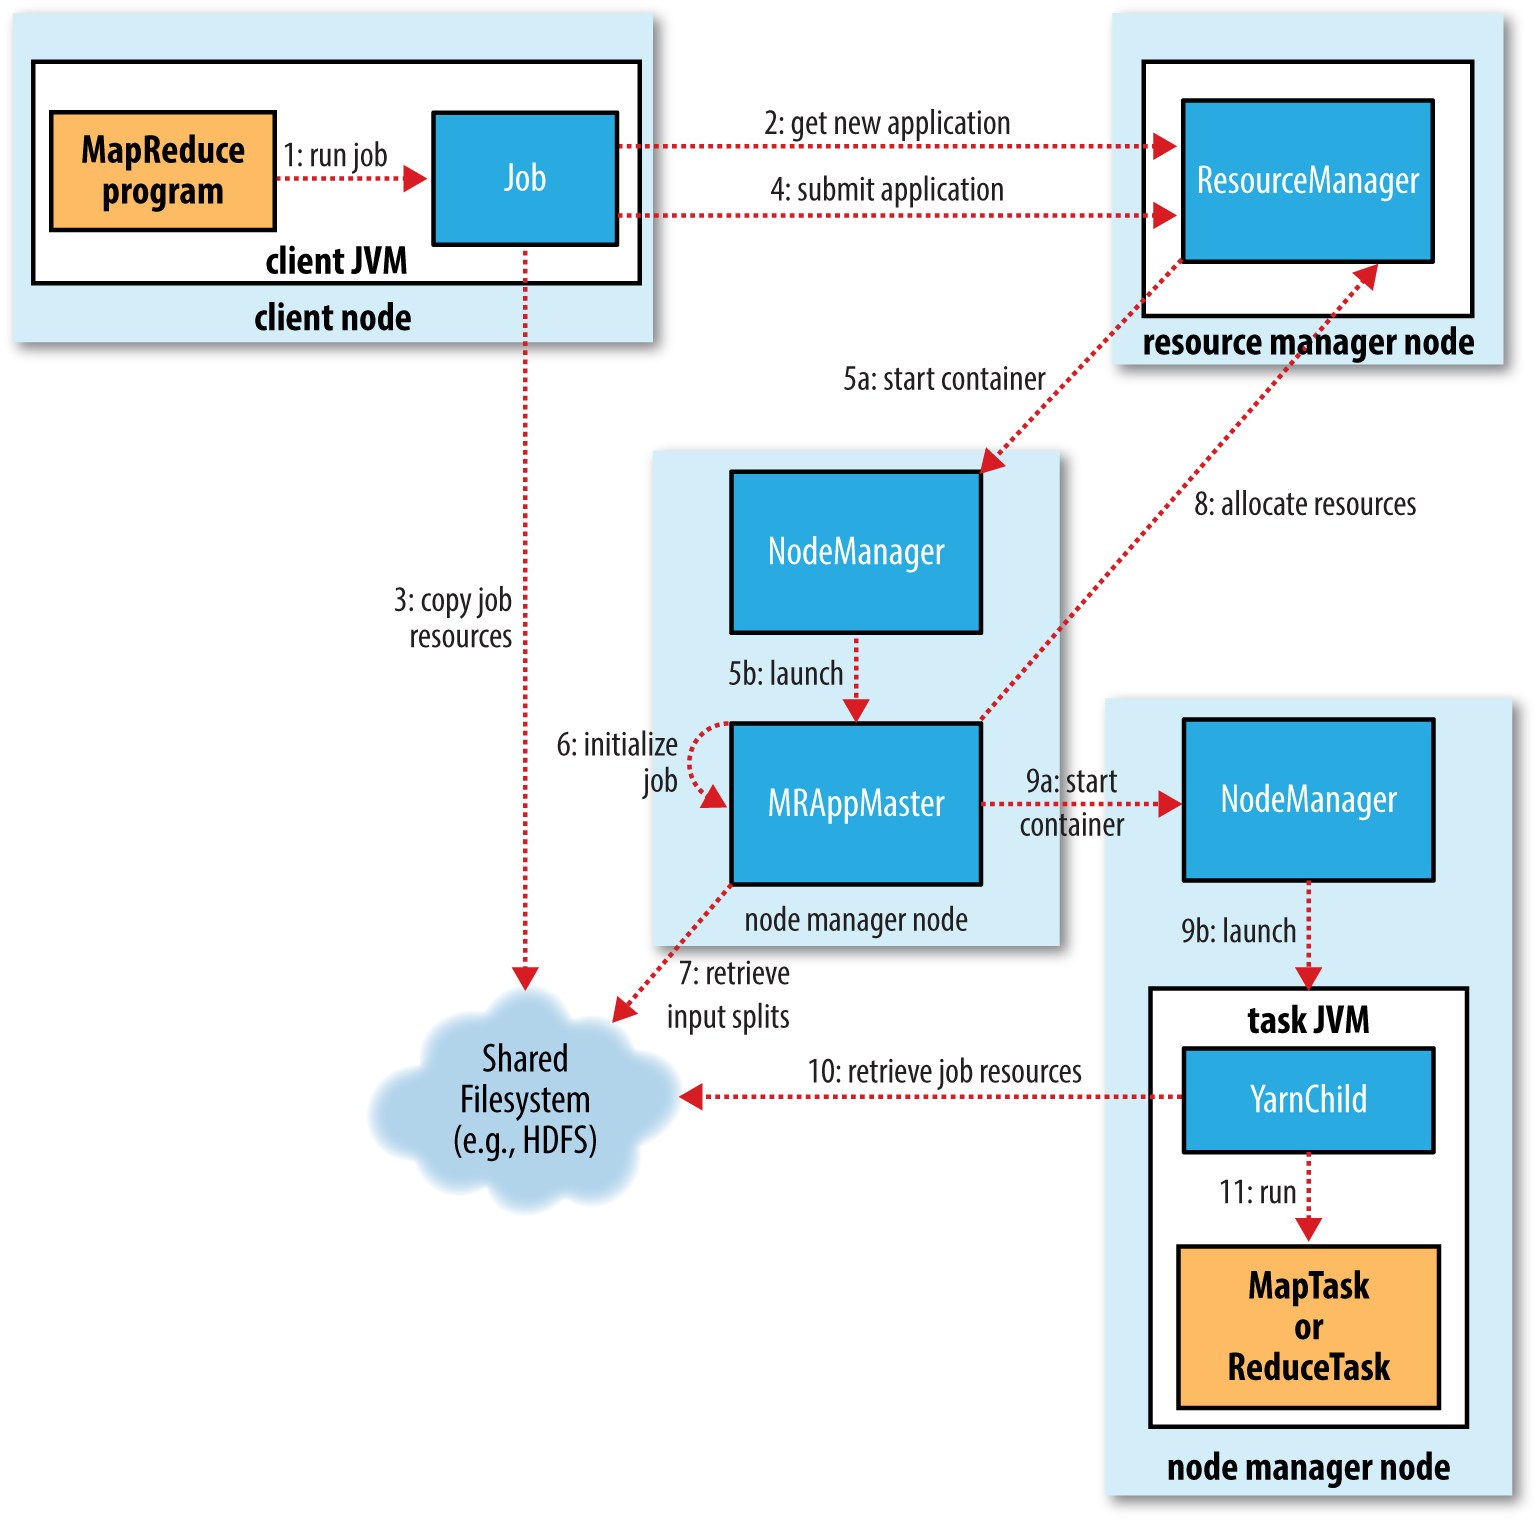 MapReduce
program
1: run job
Job
client JVM
client node
2: get new application
4: submit application
ResourceManager
resource manager node
5a: start container
8: allocate resources
3: copy job
resources
NodeManager
5b: launch
6: initialize
job
MRAppMaster
node manager node
9a: start
container
NodeManager
9b: launch
7: retrieve
input splits
Shared
Filesystem
(e.g., HDFS)
10: retrieve job resources
task JVM
YarnChild
11: run
MapTask
or
ReduceTask
node manager node